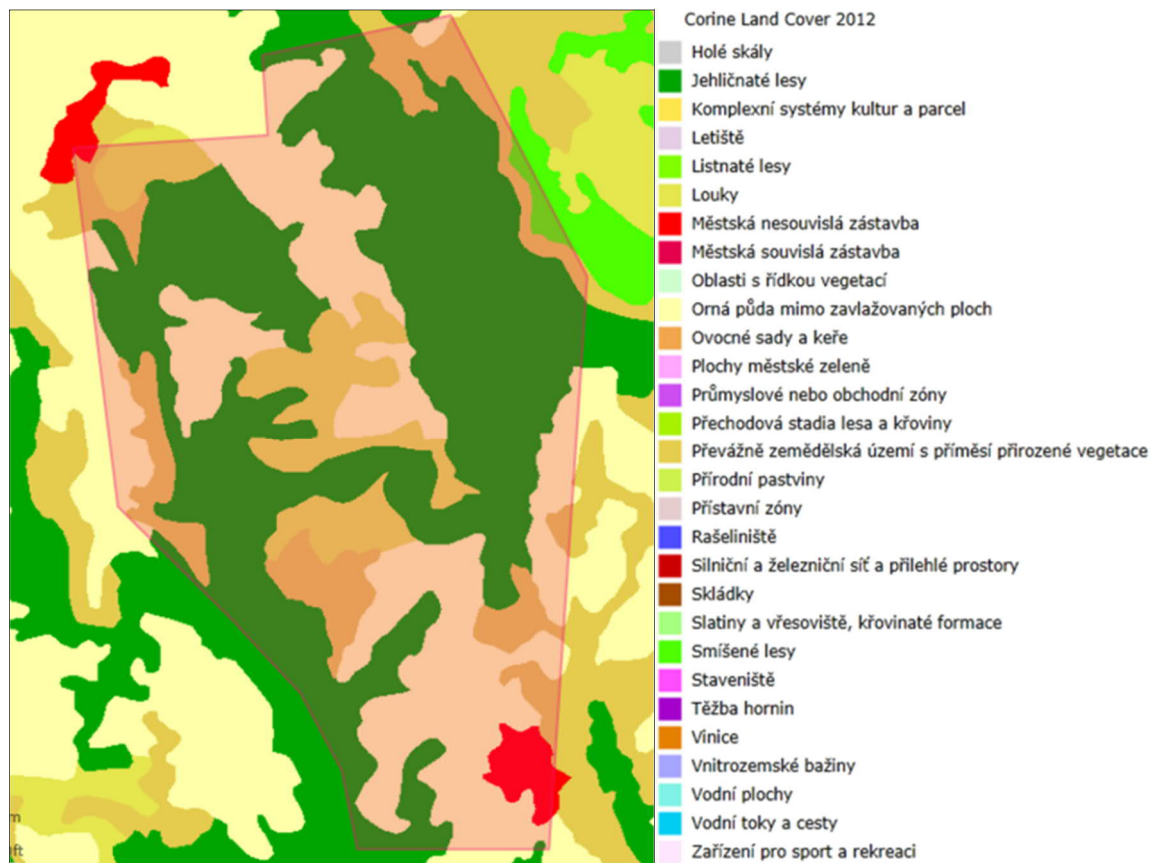 Corine Land Cover 2012
Holé skály
Jehličnaté lesy
Komplexní systémy kultur a parcel
Letiště
Listnaté lesy
Louky
Městská nesouvislá zástavba
Městská souvislá zástavba
Oblasti s řídkou vegetací
Orná půda mimo zavlažovaných ploch
Ovocné sady a keře
Plochy městské zeleně
Průmyslové nebo obchodní zóny
Přechodová stadia lesa a křoviny
Převážně zemědělská území s příměsí přirozené vegetace
Přírodní pastviny
Přístavní zóny
Rašeliniště
Silniční a železniční síť a přilehlé prostory
Skládky
Slatiny a vřesoviště, křovinaté formace
Smíšené lesy
Staveniště
Těžba hornin
Vinice
Vnitrozemské bažiny
Vodní plochy
Vodní toky a cesty
Zařízení pro sport a rekreaci
m
ft